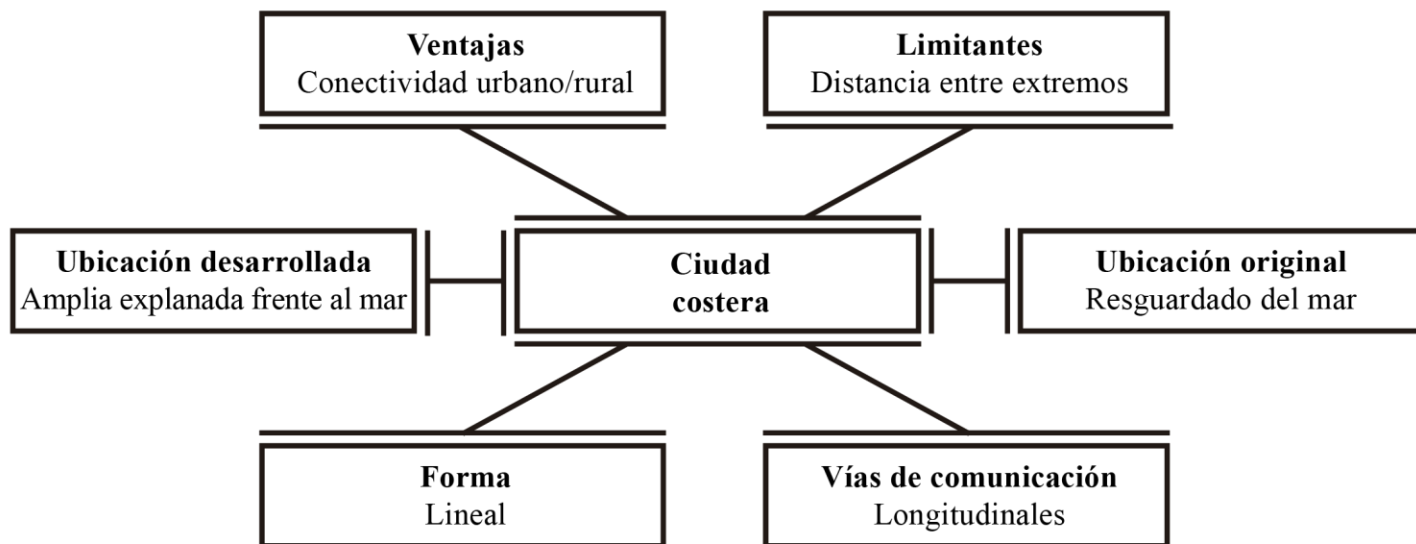 Ventajas
Conectividad urbano/rural
Limitantes
Distancia entre extremos
Ubicación desarrollada
Amplia explanada frente al mar
Ciudad
costera
Ubicación original
Resguardado del mar
Forma
Lineal
Vías de comunicación
Longitudinales